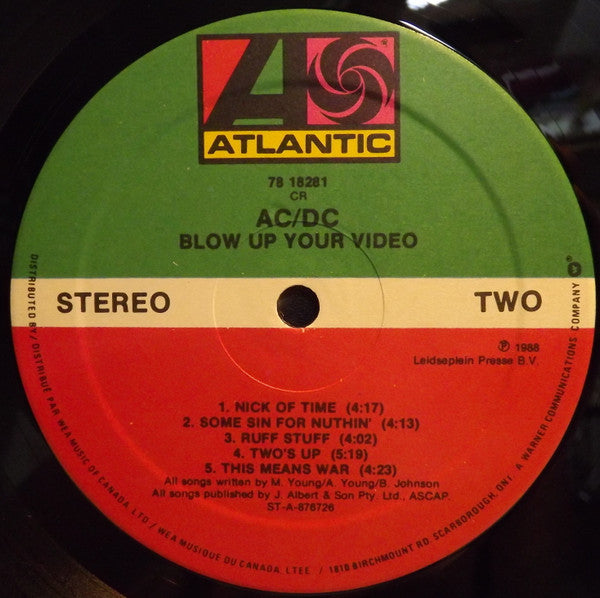 ATLANTIC
78 18281
CR
AC/DC
BLOW UP YOUR VIDEO
STEREO
TWO
℗ 1988
Leidseplein Presse B.V.
1. NICK OF TIME (4:17)
2. SOME SIN FOR NUTHIN' (4:13)
3. RUFF STUFF (4:02)
4. TWO'S UP (5:19)
5. THIS MEANS WAR (4:23)
All songs written by M. Young/A. Young/B. Johnson
All songs published by J. Albert & Son Pty. Ltd., ASCAP.
ST-A-878726
DISTRIBUTED BY / DISTRIBUÉ PAR WEA MUSIC OF CANADA, LTD / WEA MUSIQUE DU CANADA, LTEE / 1810 BIRCHMOUNT RD, SCARBOROUGH, ONT. A WARNER COMMUNICATIONS COMPANY